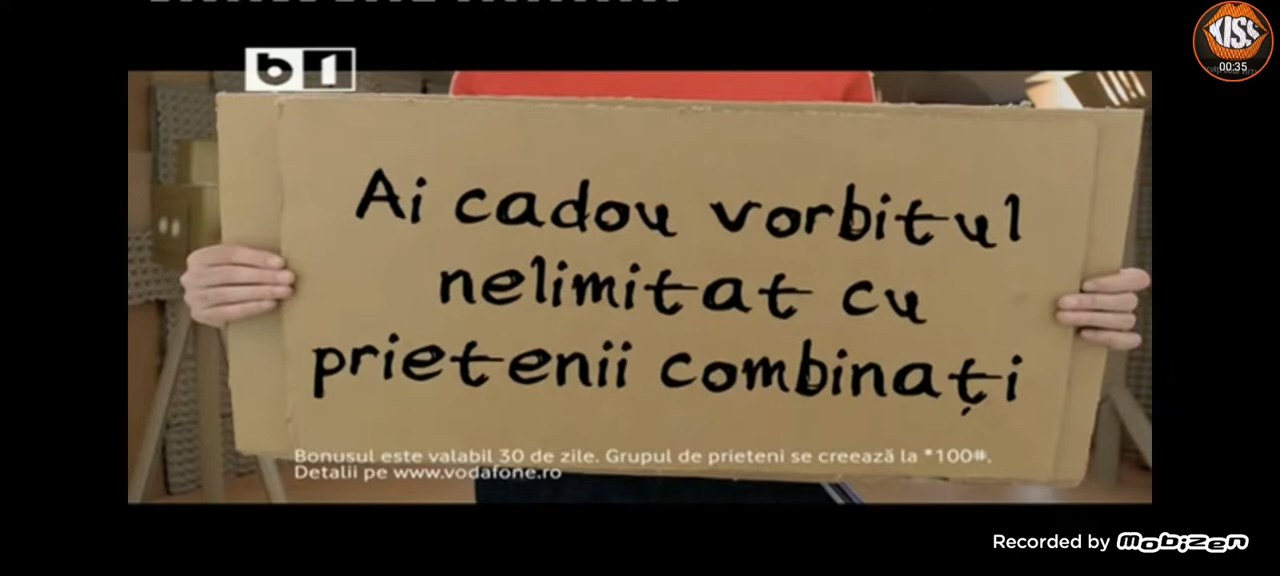 b1
KISS
00:35
Ai cadou vorbitul
nelimitat cu
prietenii combinați
Bonusul este valabil 30 de zile. Grupul de prieteni se creează la *100#.
Detalii pe www.vodafone.ro
Recorded by mobizen